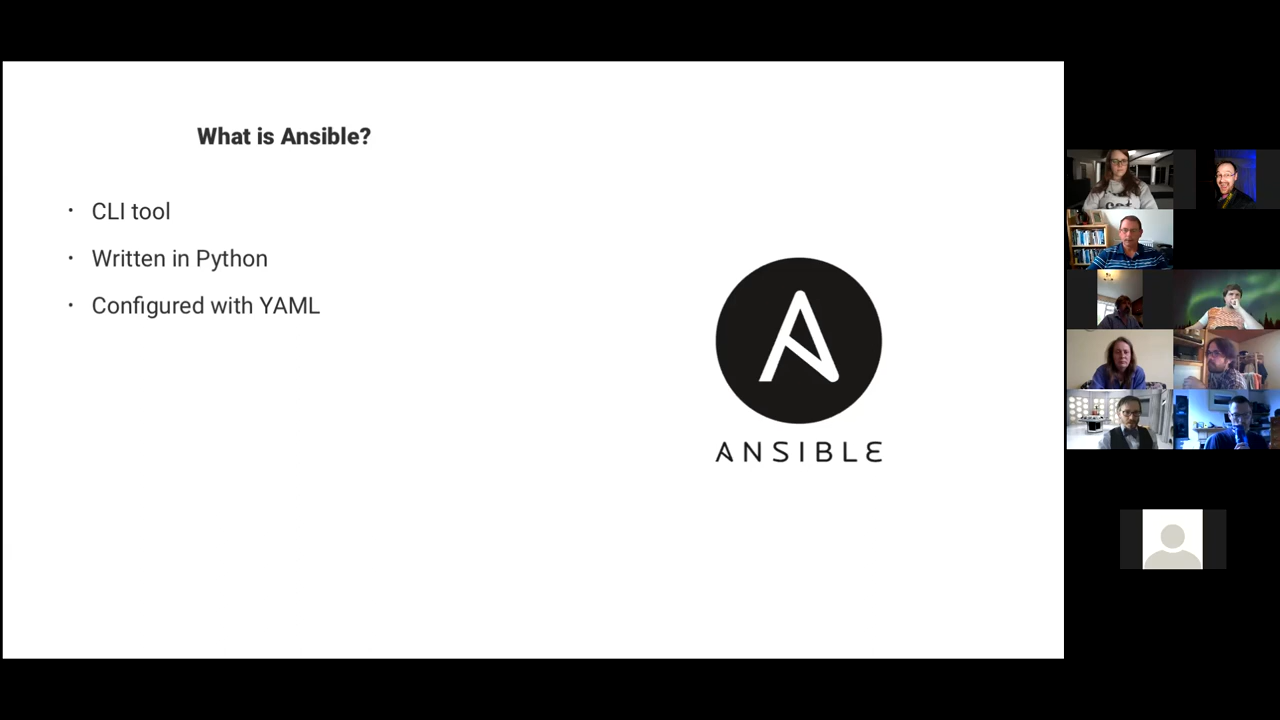 What is Ansible?
· CLI tool
· Written in Python
· Configured with YAML
ANSIBLE